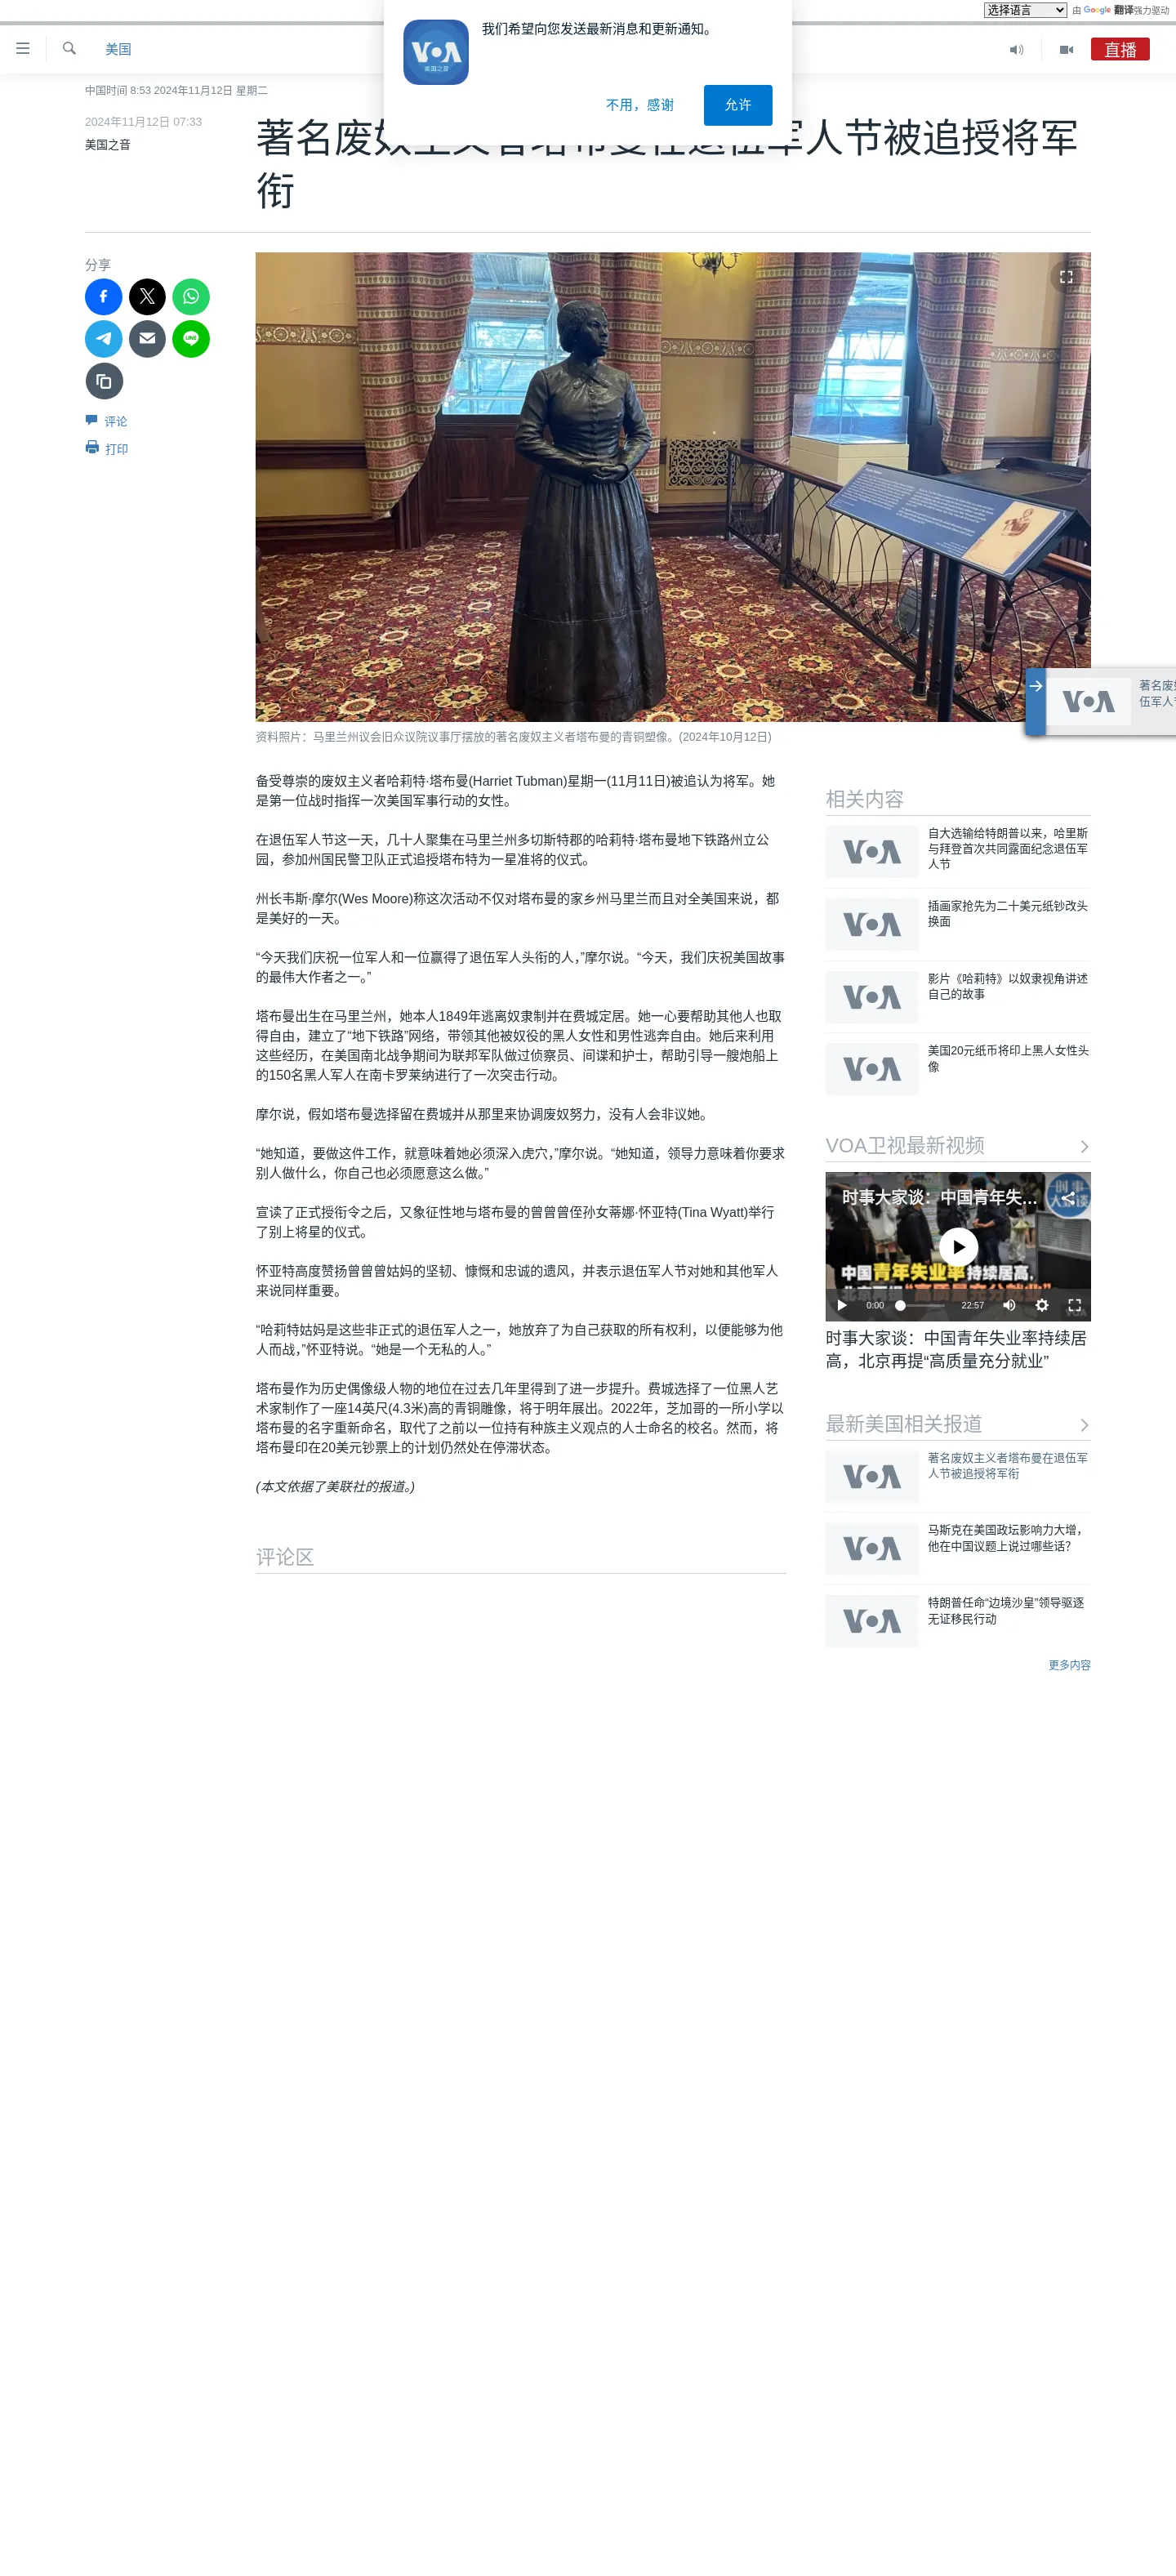 选择语言
由 Google 翻译强力驱动
美国
直播
VOA
美国之音
我们希望向您发送最新消息和更新通知。
不用，感谢
允许
中国时间 8:53 2024年11月12日 星期二
2024年11月12日 07:33
美国之音
人节被追授将军
衔
分享
评论
打印
资料照片：马里兰州议会旧众议院议事厅摆放的著名废奴主义者塔布曼的青铜塑像。(2024年10月12日)
VOA
备受尊崇的废奴主义者哈莉特·塔布曼(Harriet Tubman)星期一(11月11日)被追认为将军。她
是第一位战时指挥一次美国军事行动的女性。
在退伍军人节这一天，几十人聚集在马里兰州多切斯特郡的哈莉特·塔布曼地下铁路州立公
园，参加州国民警卫队正式追授塔布特为一星准将的仪式。
州长韦斯·摩尔(Wes Moore)称这次活动不仅对塔布曼的家乡州马里兰而且对全美国来说，都
是美好的一天。
“今天我们庆祝一位军人和一位赢得了退伍军人头衔的人，”摩尔说。“今天，我们庆祝美国故事
的最伟大作者之一。”
塔布曼出生在马里兰州，她本人1849年逃离奴隶制并在费城定居。她一心要帮助其他人也取
得自由，建立了“地下铁路”网络，带领其他被奴役的黑人女性和男性逃奔自由。她后来利用
这些经历，在美国南北战争期间为联邦军队做过侦察员、间谍和护士，帮助引导一艘炮船上
的150名黑人军人在南卡罗莱纳进行了一次突击行动。
摩尔说，假如塔布曼选择留在费城并从那里来协调废奴努力，没有人会非议她。
“她知道，要做这件工作，就意味着她必须深入虎穴，”摩尔说。“她知道，领导力意味着你要求
别人做什么，你自己也必须愿意这么做。”
宣读了正式授衔令之后，又象征性地与塔布曼的曾曾曾侄孙女蒂娜·怀亚特(Tina Wyatt)举行
了别上将星的仪式。
怀亚特高度赞扬曾曾曾姑妈的坚韧、慷慨和忠诚的遗风，并表示退伍军人节对她和其他军人
来说同样重要。
“哈莉特姑妈是这些非正式的退伍军人之一，她放弃了为自己获取的所有权利，以便能够为他
人而战，”怀亚特说。“她是一个无私的人。”
塔布曼作为历史偶像级人物的地位在过去几年里得到了进一步提升。费城选择了一位黑人艺
术家制作了一座14英尺(4.3米)高的青铜雕像，将于明年展出。2022年，芝加哥的一所小学以
塔布曼的名字重新命名，取代了之前以一位持有种族主义观点的人士命名的校名。然而，将
塔布曼印在20美元钞票上的计划仍然处在停滞状态。
(本文依据了美联社的报道。)
评论区
相关内容
VOA
自大选输给特朗普以来，哈里斯
与拜登首次共同露面纪念退伍军
人节
VOA
插画家抢先为二十美元纸钞改头
换面
VOA
影片《哈莉特》以奴隶视角讲述
自己的故事
VOA
美国20元纸币将印上黑人女性头
像
VOA卫视最新视频
时事大家谈：中国青年失…
中国青年失业率持续居高，
0:00
22:57
时事大家谈：中国青年失业率持续居
高，北京再提“高质量充分就业”
最新美国相关报道
VOA
著名废奴主义者塔布曼在退伍军
人节被追授将军衔
VOA
马斯克在美国政坛影响力大增，
他在中国议题上说过哪些话？
VOA
特朗普任命“边境沙皇”领导驱逐
无证移民行动
更多内容